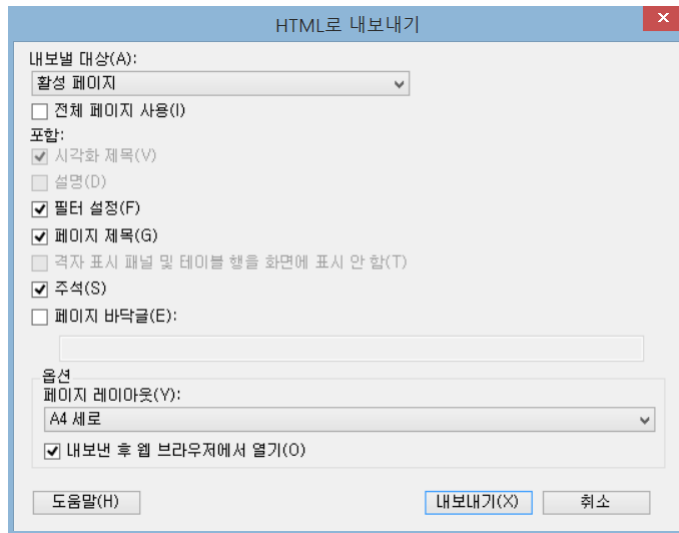 HTML로 내보내기
내보낼 대상(A):
활성 페이지
전체 페이지 사용(I)
포함:
시각화 제목(V)
설명(D)
필터 설정(F)
페이지 제목(G)
격자 표시 패널 및 테이블 행을 화면에 표시 안 함(T)
주석(S)
페이지 바닥글(E):
옵션
페이지 레이아웃(Y):
A4 세로
내보낸 후 웹 브라우저에서 열기(O)
도움말(H) 내보내기(X) 취소